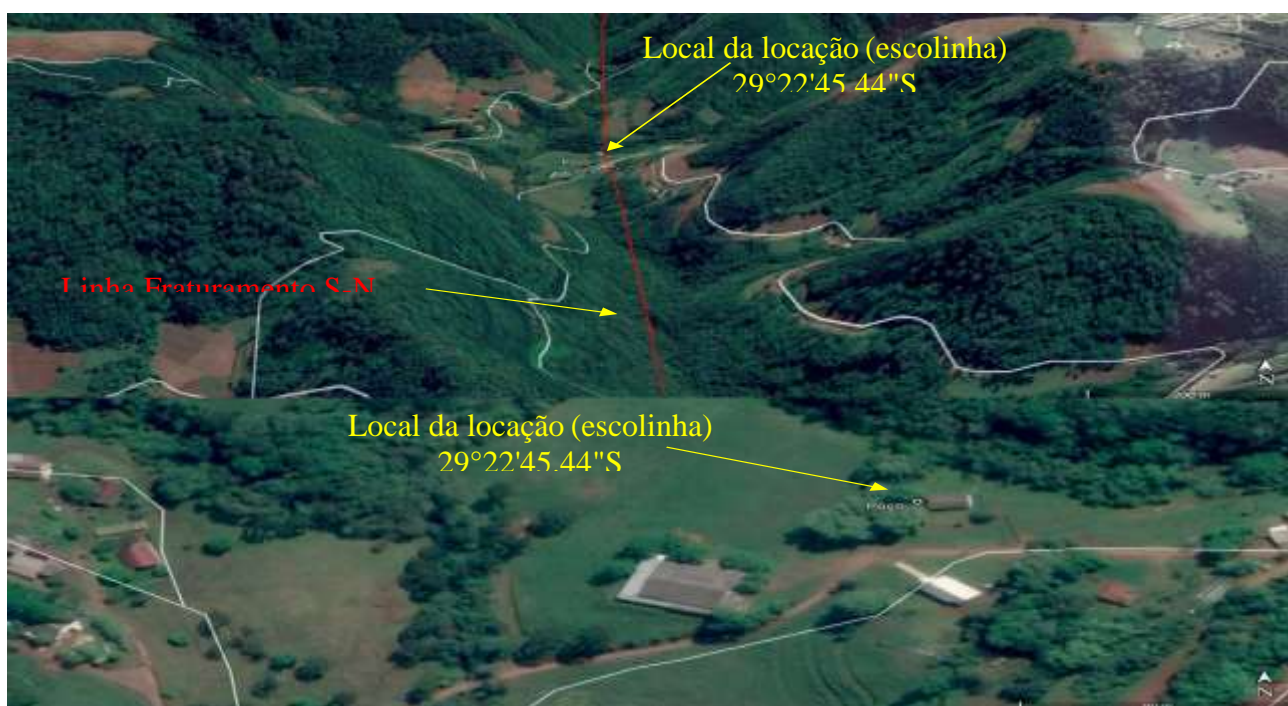 Local da locação (escolinha)
29°22'45.44"S
Linha Fraturamento S-N
N
Local da locação (escolinha)
29°22'45.44"S
N